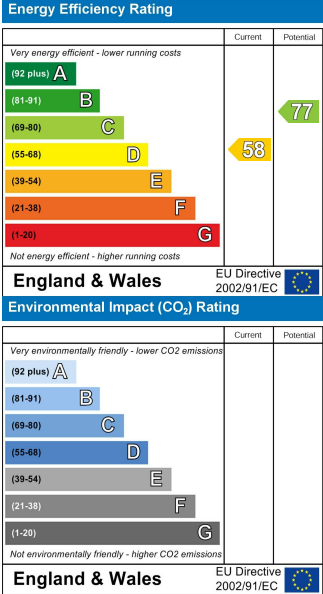 Energy Efficiency Rating
Current Potential
Very energy efficient - lower running costs
(92 plus) A
(81-91) B
(69-80) C
(55-68) D
(39-54) E
(21-38) F
(1-20) G
77
58
Not energy efficient - higher running costs
England & Wales
EU Directive
2002/91/EC
Environmental Impact (CO₂) Rating
Current Potential
Very environmentally friendly - lower CO2 emissions
(92 plus) A
(81-91) B
(69-80) C
(55-68) D
(39-54) E
(21-38) F
(1-20) G
Not environmentally friendly - higher CO2 emissions
England & Wales
EU Directive
2002/91/EC